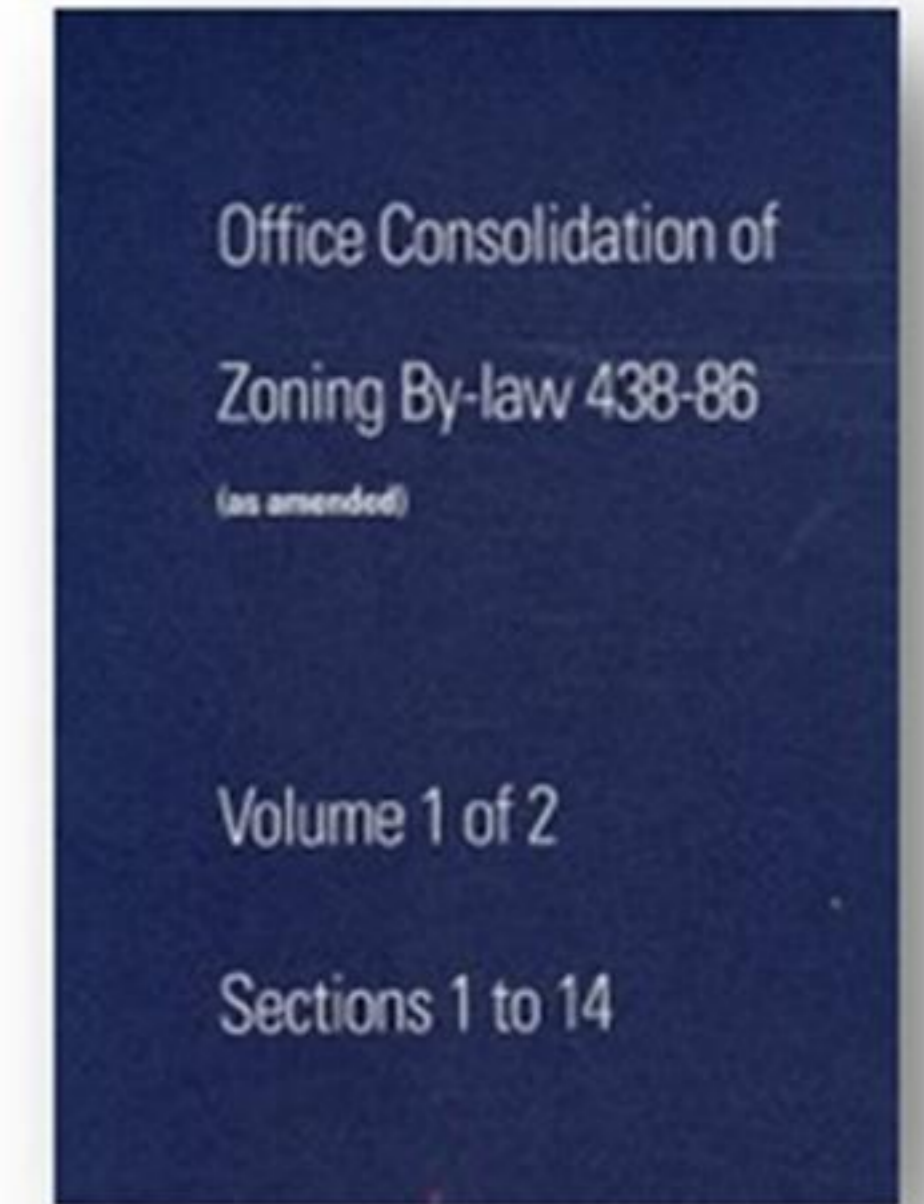 Office Consolidation of
Zoning By-law 438-86
(as amended)
Volume 1 of 2
Sections 1 to 14